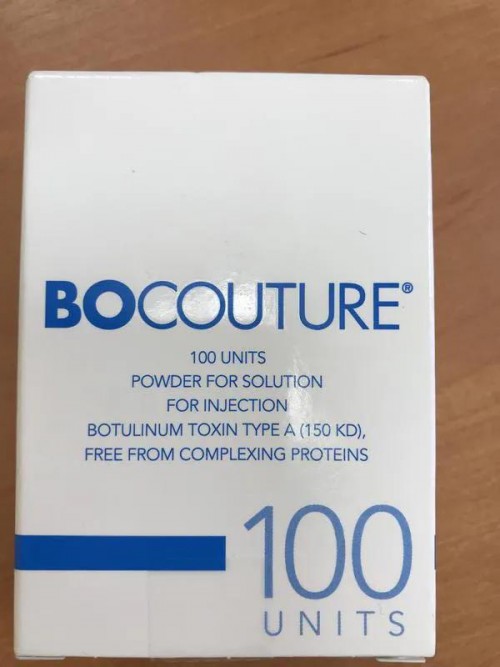 BOCOUTURE®
100 UNITS
POWDER FOR SOLUTION
FOR INJECTION
BOTULINUM TOXIN TYPE A (150 KD),
FREE FROM COMPLEXING PROTEINS
100
UNITS